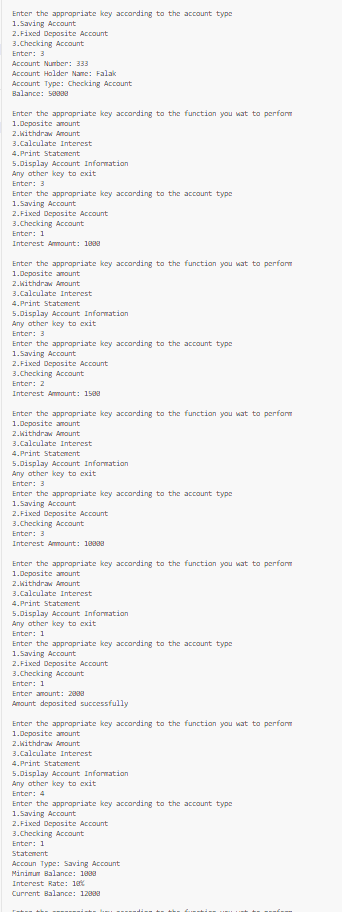 Enter the appropriate key according to the account type
1.Saving Account
2.Fixed Deposite Account
3.Checking Account
Enter: 3
Account Number: 333
Account Holder Name: Falak
Account Type: Checking Account
Balance: 50000
Enter the appropriate key according to the function you wat to perform
1.Deposite amount
2.Withdraw Amount
3.Calculate Interest
4.Print Statement
5.Display Account Information
Any other key to exit
Enter: 3
Enter the appropriate key according to the account type
1.Saving Account
2.Fixed Deposite Account
3.Checking Account
Enter: 1
Interest Ammount: 1000
Enter the appropriate key according to the function you wat to perform
1.Deposite amount
2.Withdraw Amount
3.Calculate Interest
4.Print Statement
5.Display Account Information
Any other key to exit
Enter: 3
Enter the appropriate key according to the account type
1.Saving Account
2.Fixed Deposite Account
3.Checking Account
Enter: 2
Interest Ammount: 1500
Enter the appropriate key according to the function you wat to perform
1.Deposite amount
2.Withdraw Amount
3.Calculate Interest
4.Print Statement
5.Display Account Information
Any other key to exit
Enter: 3
Enter the appropriate key according to the account type
1.Saving Account
2.Fixed Deposite Account
3.Checking Account
Enter: 3
Interest Ammount: 10000
Enter the appropriate key according to the function you wat to perform
1.Deposite amount
2.Withdraw Amount
3.Calculate Interest
4.Print Statement
5.Display Account Information
Any other key to exit
Enter: 1
Enter the appropriate key according to the account type
1.Saving Account
2.Fixed Deposite Account
3.Checking Account
Enter: 1
Enter amount: 2000
Amount deposited successfully
Enter the appropriate key according to the function you wat to perform
1.Deposite amount
2.Withdraw Amount
3.Calculate Interest
4.Print Statement
5.Display Account Information
Any other key to exit
Enter: 4
Enter the appropriate key according to the account type
1.Saving Account
2.Fixed Deposite Account
3.Checking Account
Enter: 1
Statement
Accoun Type: Saving Account
Minimum Balance: 1000
Interest Rate: 10%
Current Balance: 12000